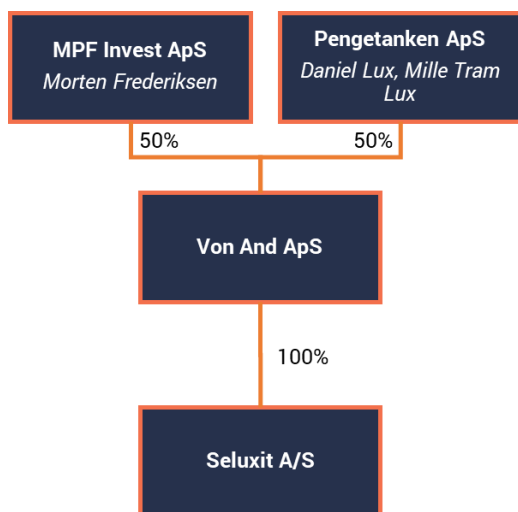 MPF Invest ApS
Morten Frederiksen
Pengetanken ApS
Daniel Lux, Mille Tram
Lux
50%
50%
Von And ApS
100%
Seluxit A/S